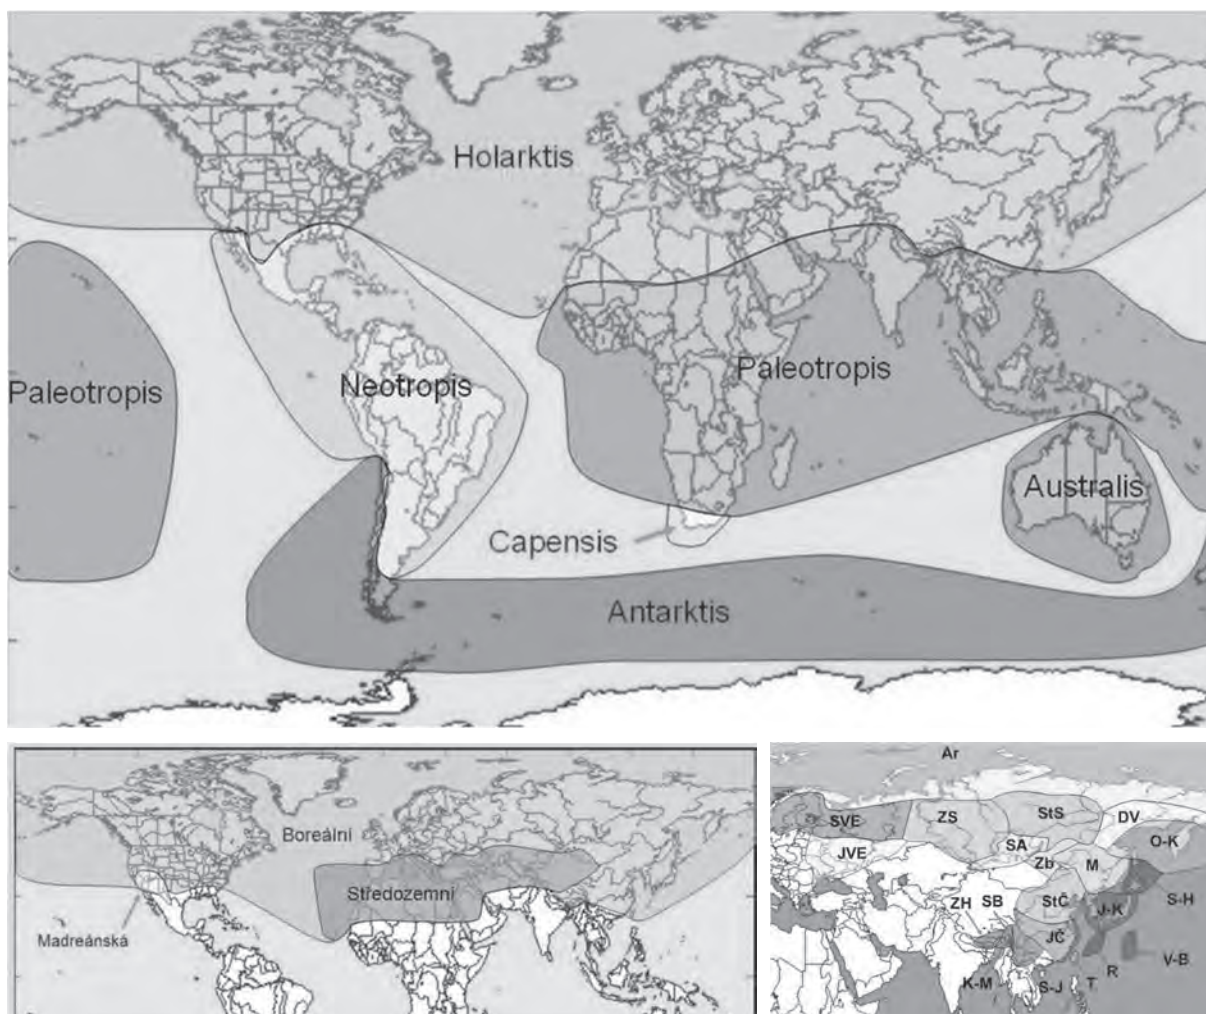 Holarktis
Paleotropis
Neotropis
Paleotropis
Australis
Capensis
Antarktis
Boreální
Středozemní
Madreánská
Ar
SVE
ZS
StS
DV
JVE
SA
O-K
Zb
M
ZH
SB
StČ
J-K
S-H
JČ
V-B
R
K-M
S-J
T